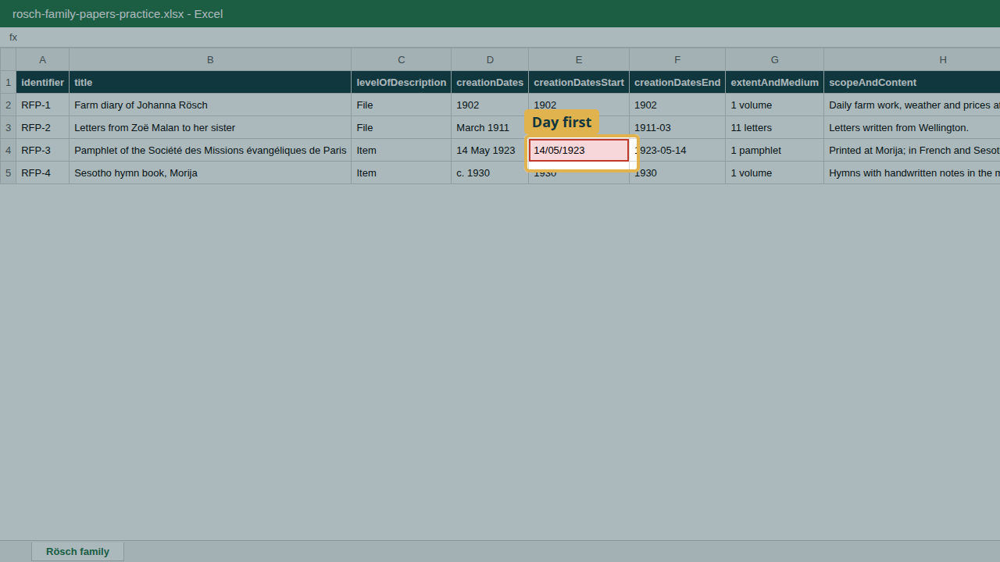 rosch-family-papers-practice.xlsx - Excel
fx
A B C D E F G H
1 identifier title levelOfDescription creationDates creationDatesStart creationDatesEnd extentAndMedium scopeAndContent
2 RFP-1 Farm diary of Johanna Rösch File 1902 1902 1902 1 volume Daily farm work, weather and prices
Day first
3 RFP-2 Letters from Zoë Malan to her sister File March 1911 1911-03 11 letters Letters written from Wellington.
4 RFP-3 Pamphlet of the Société des Missions évangéliques de Paris Item 14 May 1923 14/05/1923 1923-05-14 1 pamphlet Printed at Morija; in French and
5 RFP-4 Sesotho hymn book, Morija Item c. 1930 1930 1930 1 volume Hymns with handwritten notes in the
Rösch family